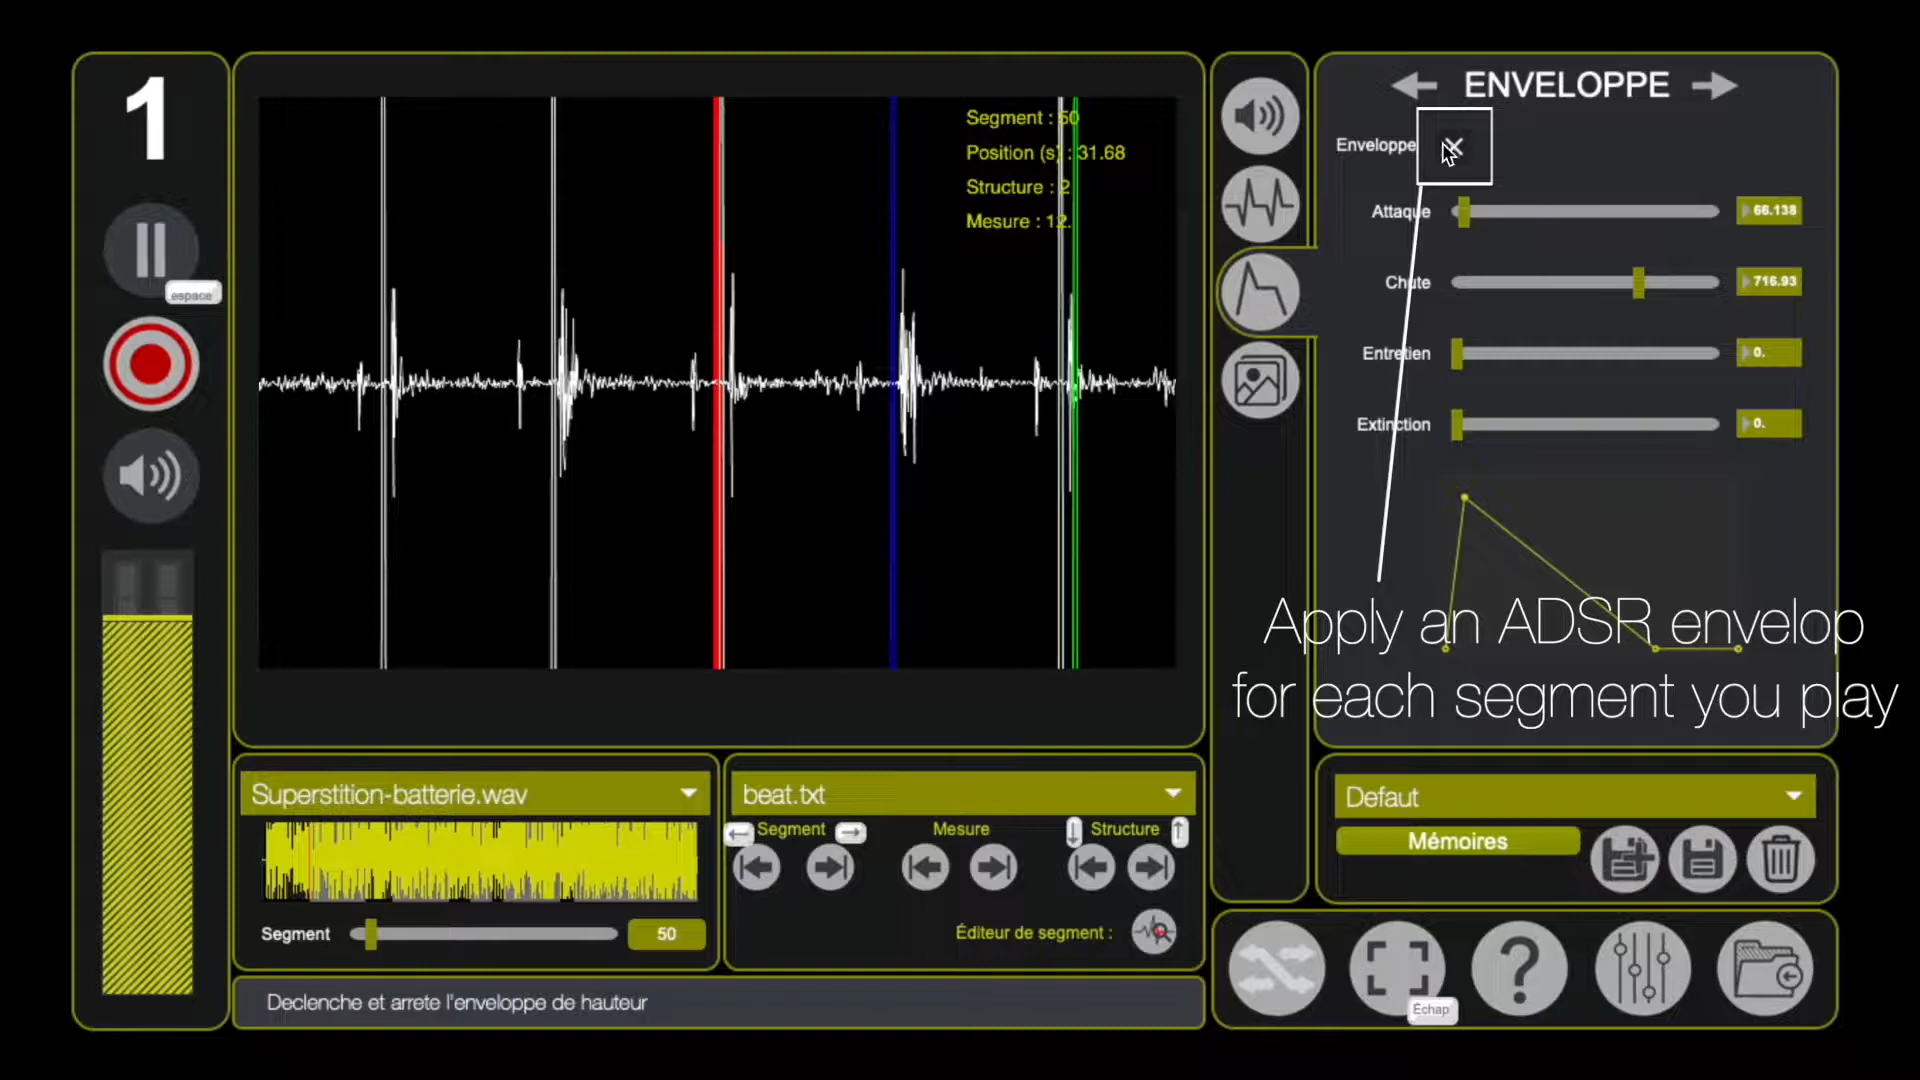 1
espace
Segment : 50
Position (s) : 31.68
Structure : 2
Mesure : 12.
ENVELOPPE
Enveloppe
Attaque
66.138
Chute
716.93
Entretien
0.
Extinction
0.
Apply an ADSR envelop
for each segment you play
Superstition-batterie.wav
Segment
50
beat.txt
Segment
Mesure
Structure
Éditeur de segment :
Defaut
Mémoires
Échap
Declenche et arrete l'enveloppe de hauteur